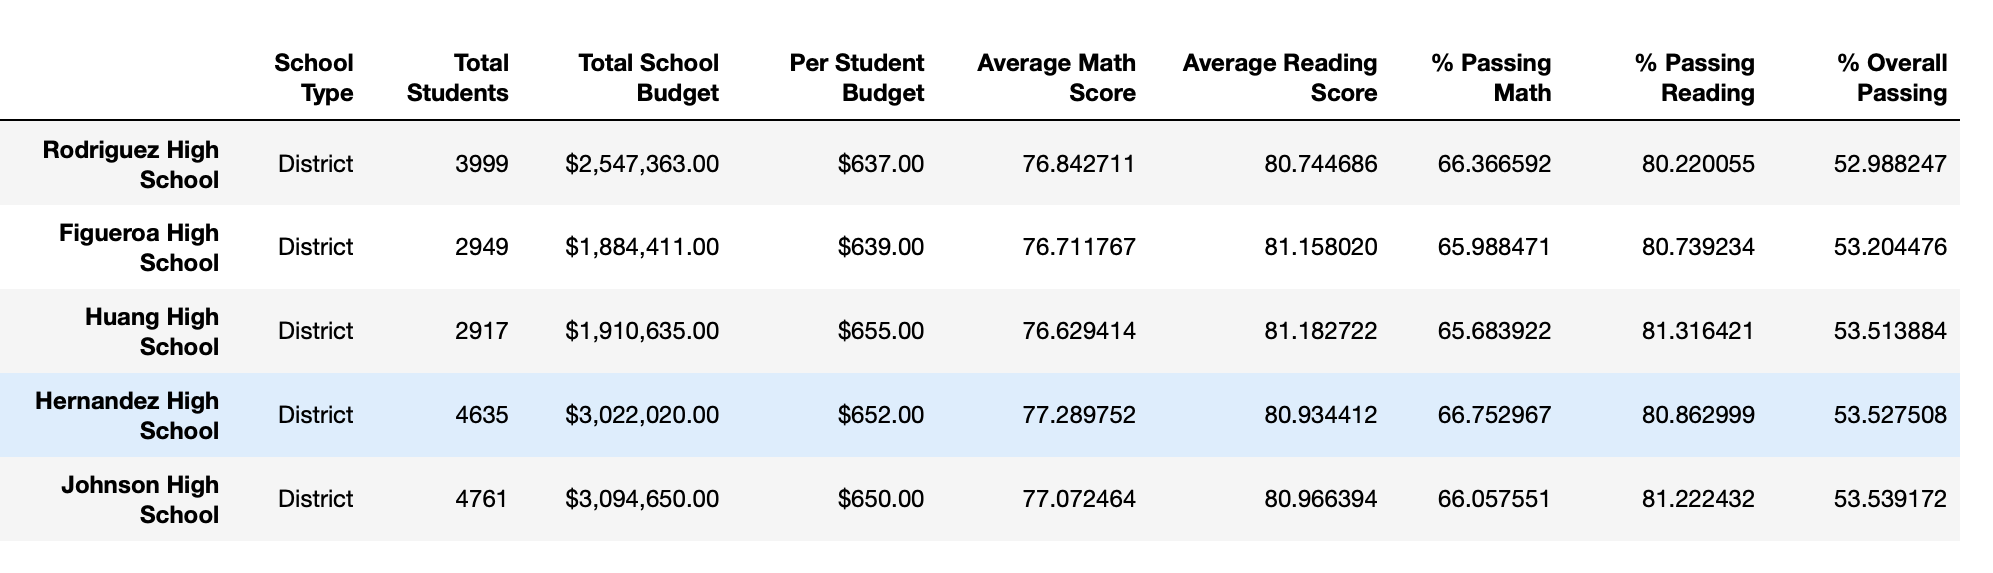 School Type Total Students Total School Budget Per Student Budget Average Math Score Average Reading Score % Passing Math % Passing Reading % Overall Passing
Rodriguez High School District 3999 $2,547,363.00 $637.00 76.842711 80.744686 66.366592 80.220055 52.988247
Figueroa High School District 2949 $1,884,411.00 $639.00 76.711767 81.158020 65.988471 80.739234 53.204476
Huang High School District 2917 $1,910,635.00 $655.00 76.629414 81.182722 65.683922 81.316421 53.513884
Hernandez High School District 4635 $3,022,020.00 $652.00 77.289752 80.934412 66.752967 80.862999 53.527508
Johnson High School District 4761 $3,094,650.00 $650.00 77.072464 80.966394 66.057551 81.222432 53.539172